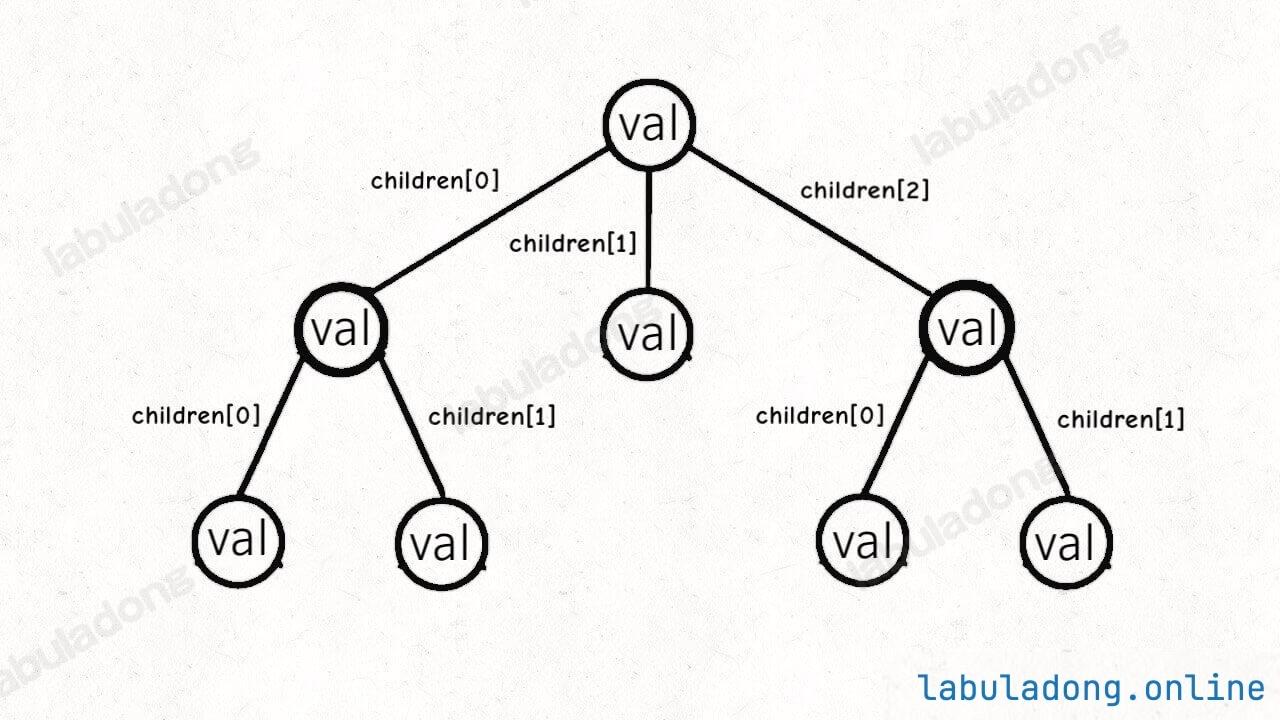 val
children[0]
children[2]
children[1]
val
val
val
children[0]
children[1]
children[0]
children[1]
val
val
val
val
labuladong
labuladong
labuladong
labuladong
labuladong
labuladong.online